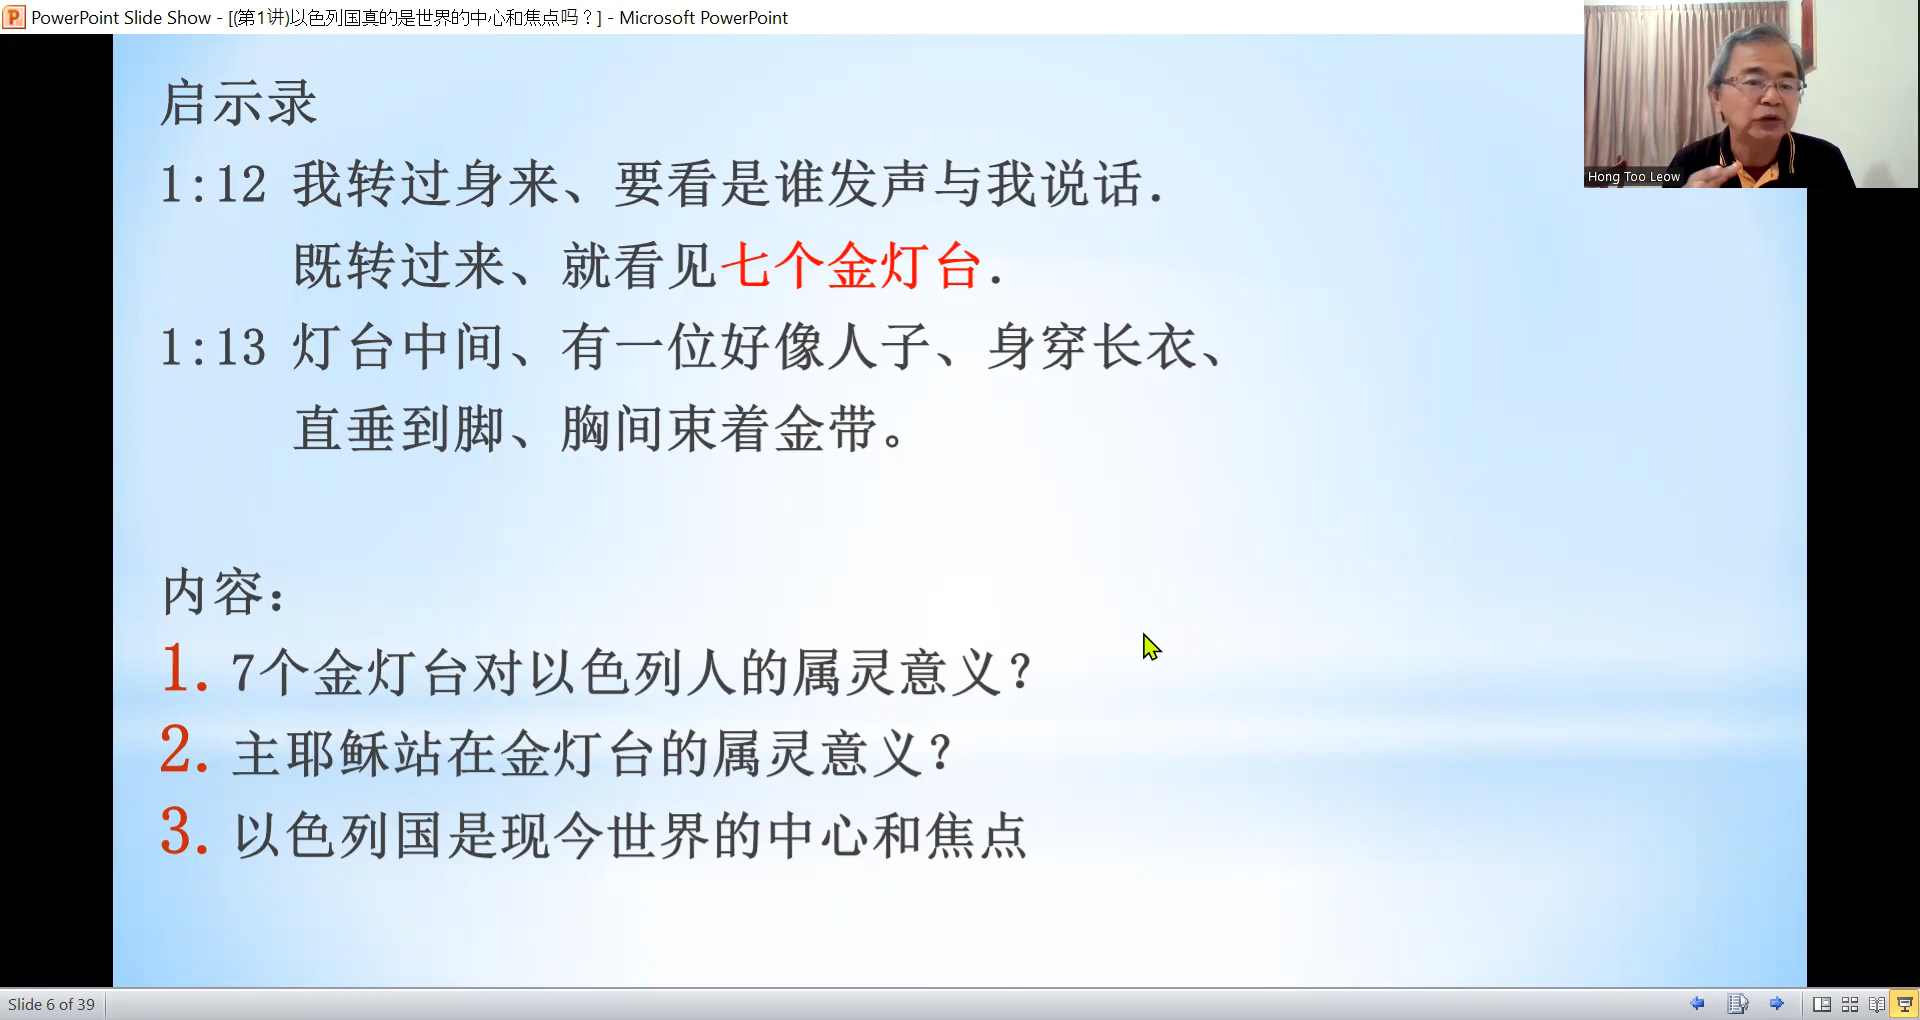 PowerPoint Slide Show - [(第1讲)以色列国真的是世界的中心和焦点吗？] - Microsoft PowerPoint
启示录
1:12 我转过身来、要看是谁发声与我说话．
既转过来、就看见七个金灯台．
1:13 灯台中间、有一位好像人子、身穿长衣、
直垂到脚、胸间束着金带。
内容：
1. 7个金灯台对以色列人的属灵意义？
2. 主耶稣站在金灯台的属灵意义？
3. 以色列国是现今世界的中心和焦点
Hong Too Leow
Slide 6 of 39